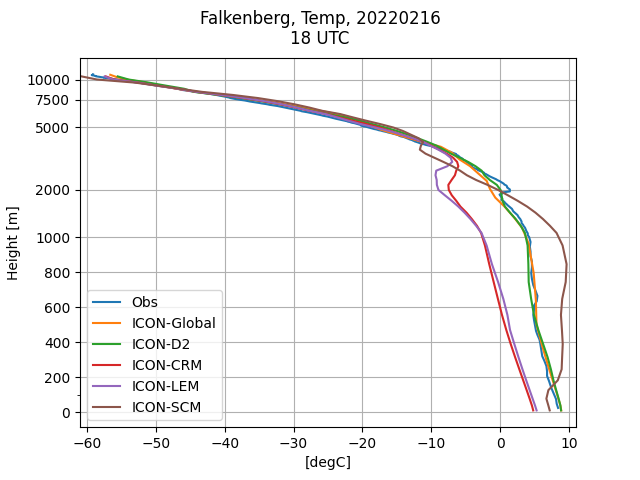 Falkenberg, Temp, 20220216
18 UTC
Height [m]
10000
7500
5000
2000
1000
800
600
400
200
0
Obs
ICON-Global
ICON-D2
ICON-CRM
ICON-LEM
ICON-SCM
−60 −50 −40 −30 −20 −10 0 10
[degC]